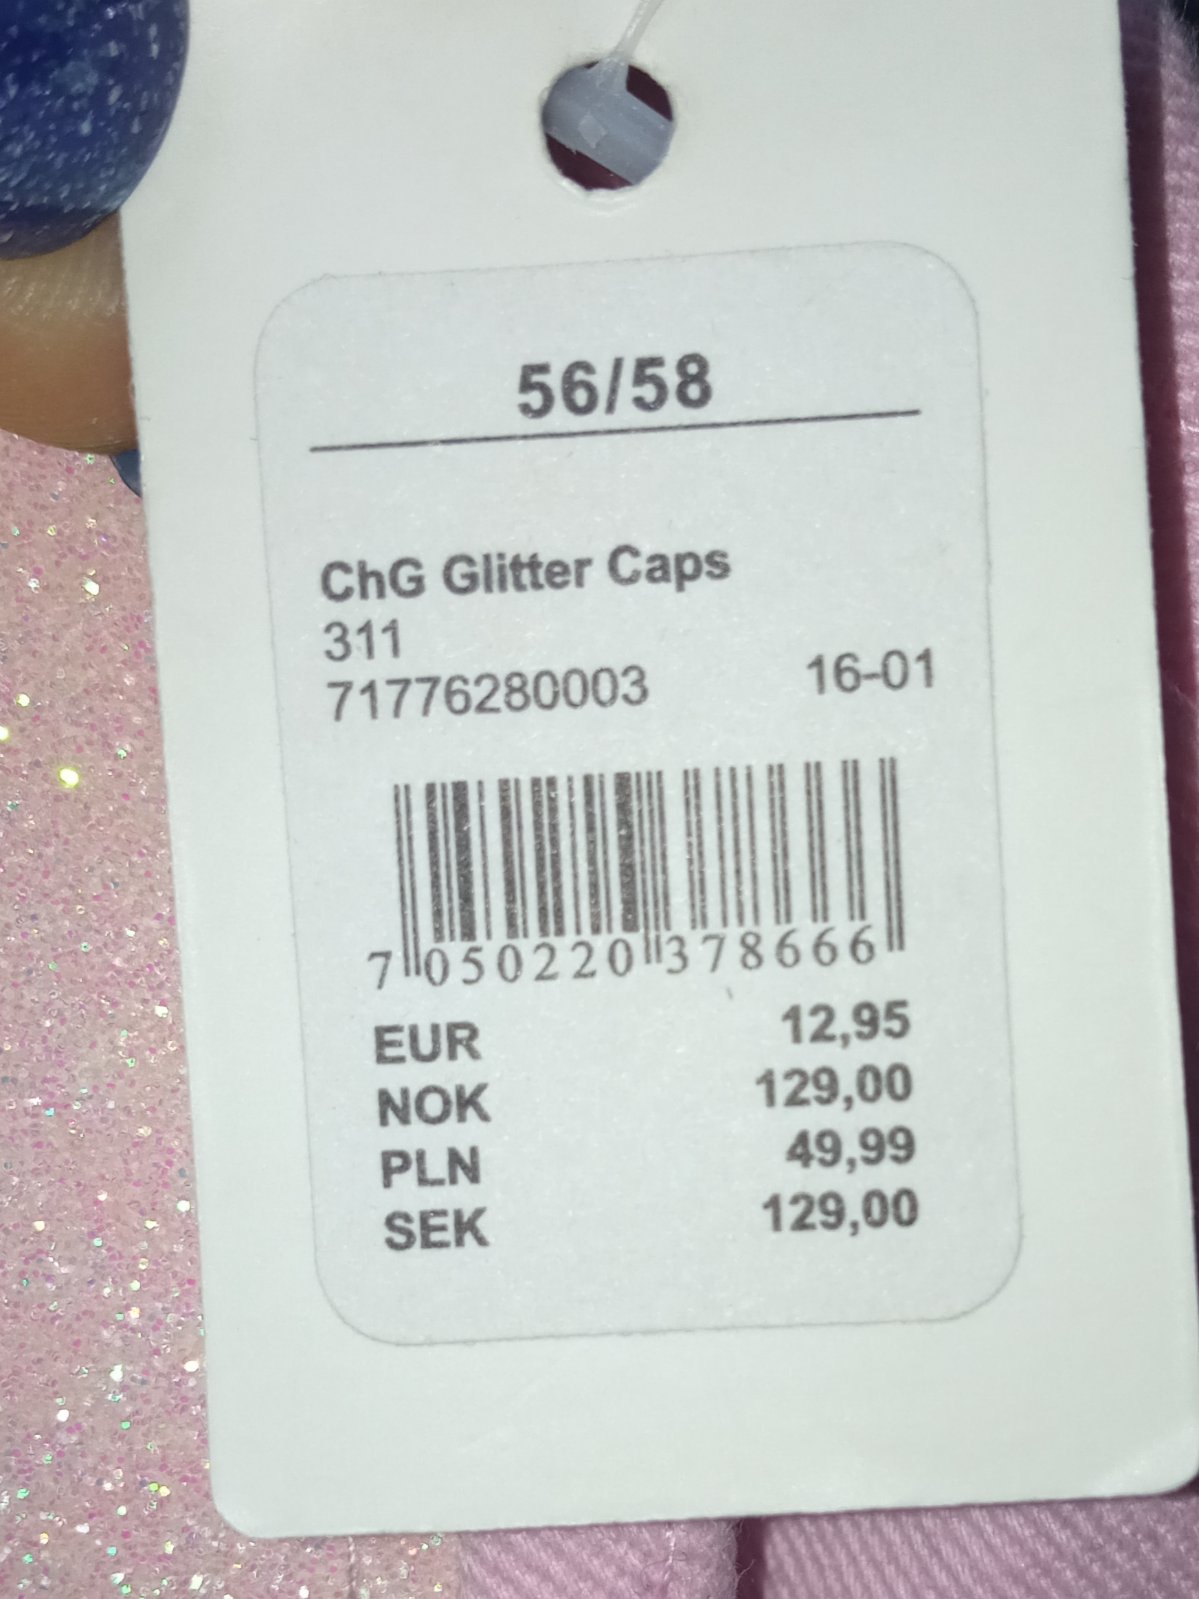 56/58
ChG Glitter Caps
311
71776280003 16-01
7 050220 378666
EUR 12,95
NOK 129,00
PLN 49,99
SEK 129,00